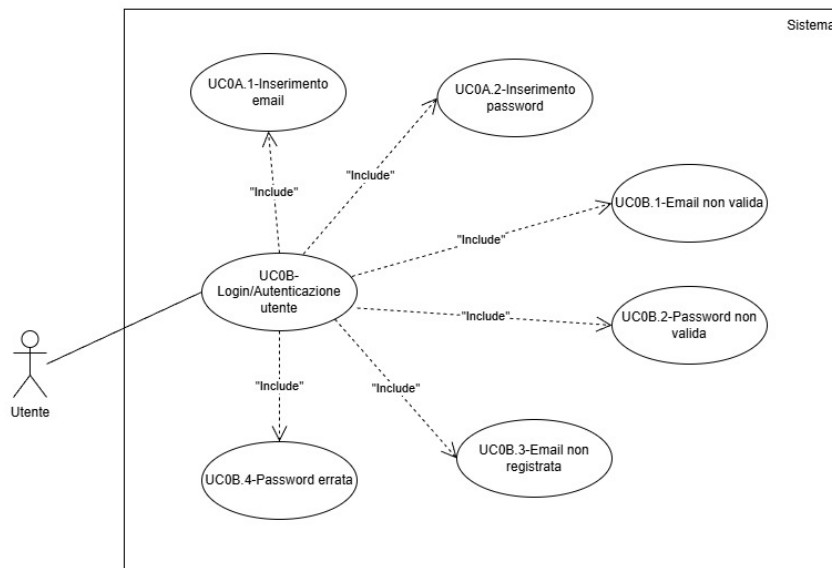 Sistema
UC0A.1-Inserimento
email
UC0A.2-Inserimento
password
"Include"
"Include"
UC0B.1-Email non valida
"Include"
UC0B-
Login/Autenticazione
utente
"Include"
UC0B.2-Password non
valida
Utente
"Include"
"Include"
UC0B.3-Email non
registrata
UC0B.4-Password errata